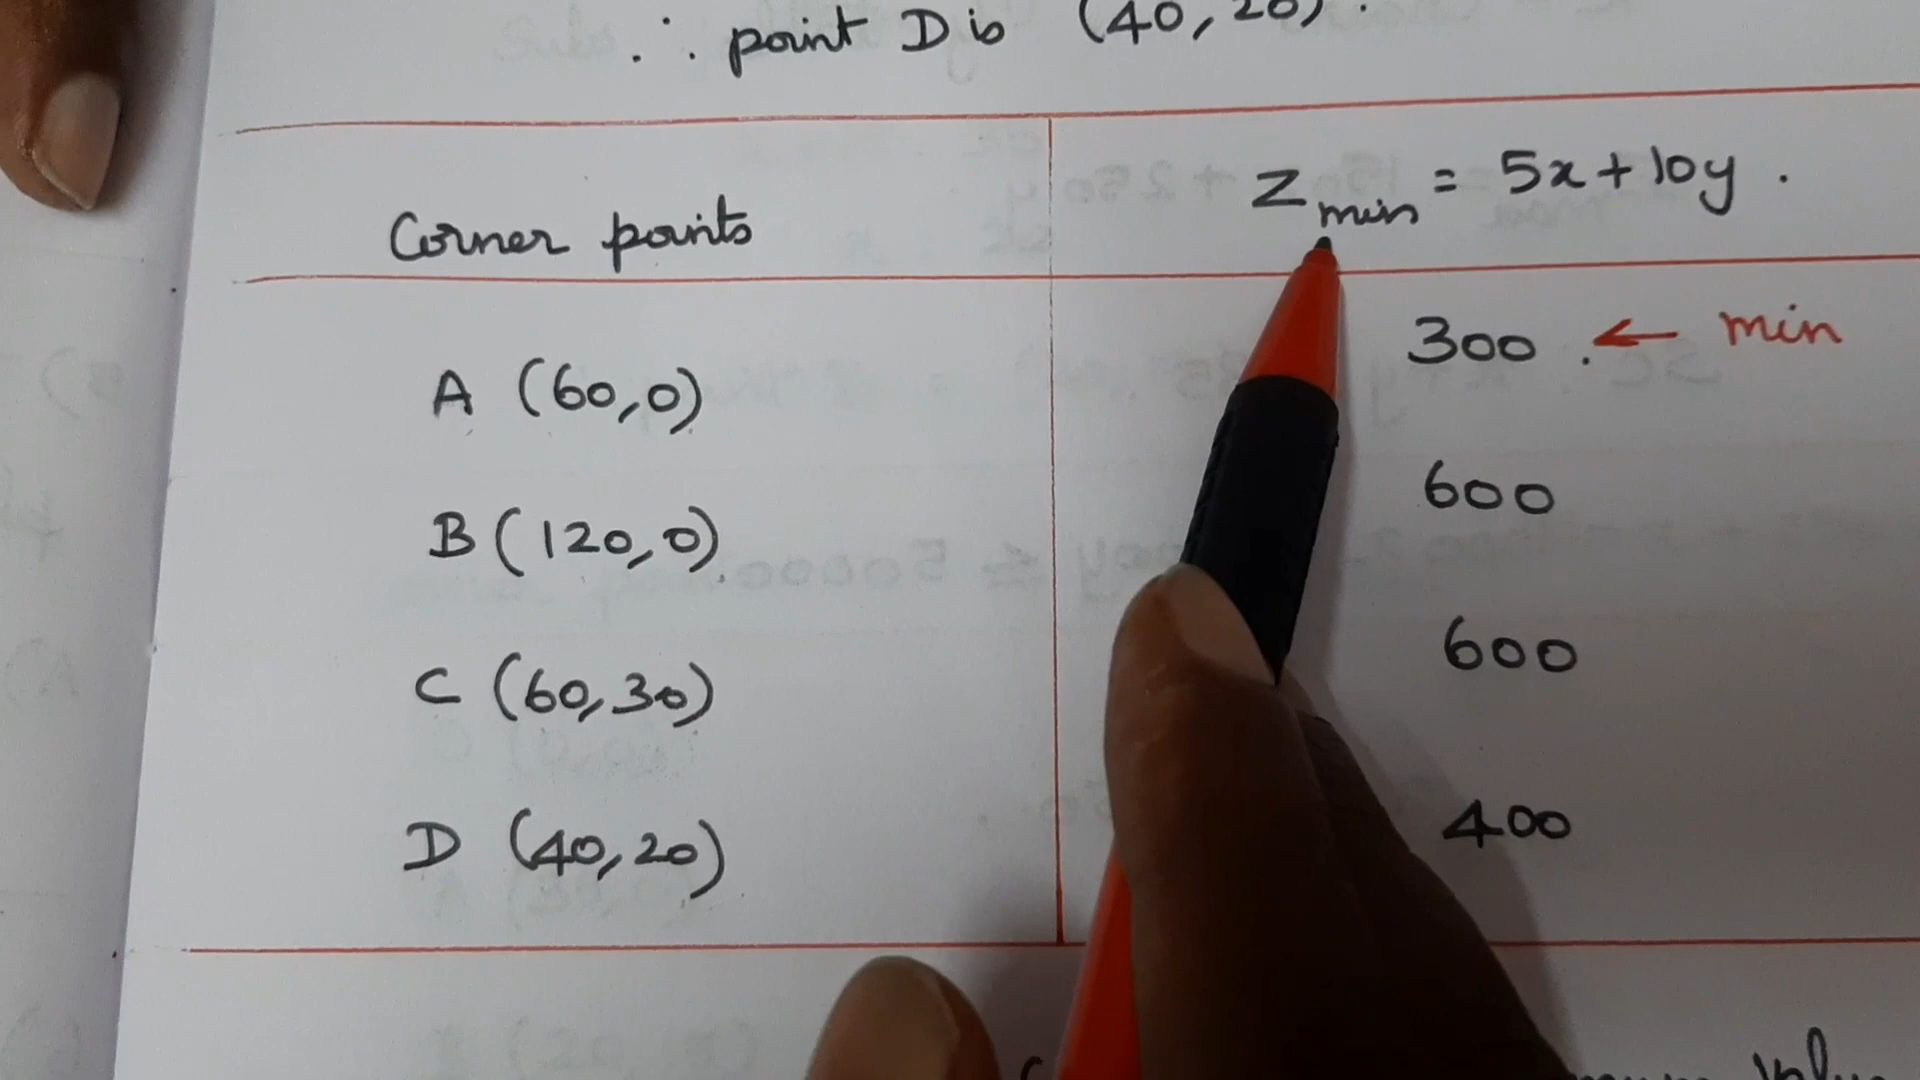 ∴ point D is (40, 20).
Corner points
Z min = 5x + 10y.
A (60,0)
300. ← min
B (120,0)
600
C (60,30)
600
D (40,20)
400